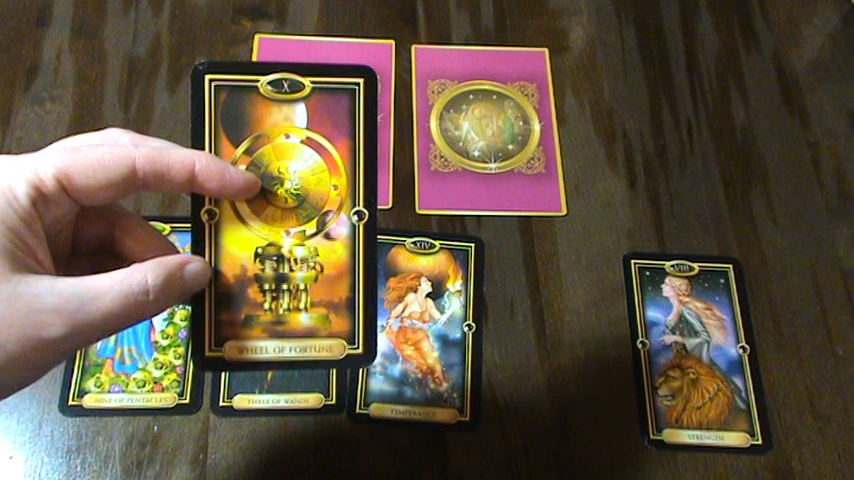 X
WHEEL OF FORTUNE
XIV
VIII
NINE OF PENTACLES
THREE OF WANDS
TEMPERANCE
STRENGTH